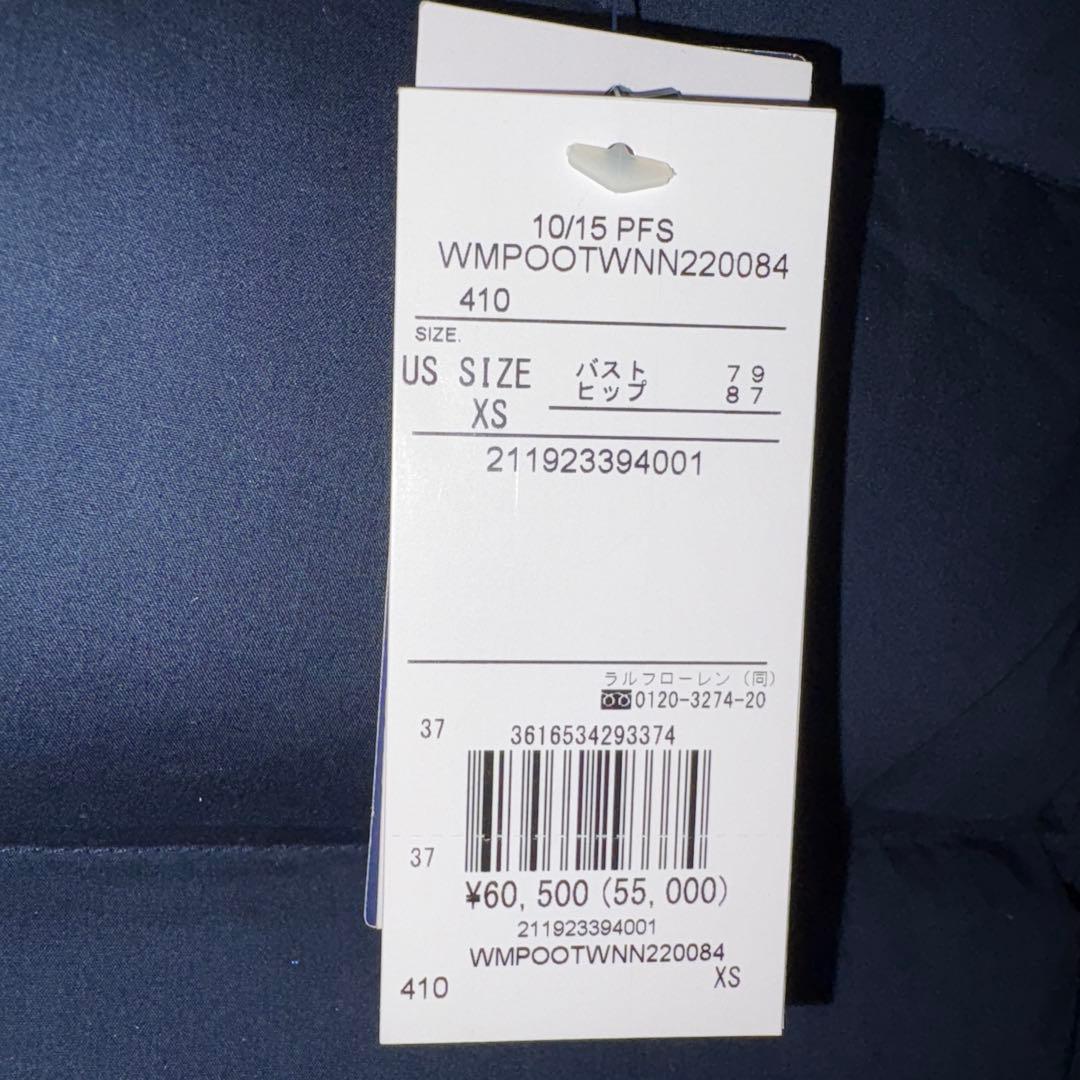 10/15 PFS
WMPOOTWNN220084
410
SIZE.
US SIZE
XS
バスト 79
ヒップ 87
211923394001
ラルフローレン(同)
0120-3274-20
37
3616534293374
37
¥60,500(55,000)
211923394001
WMPOOTWNN220084
410
XS